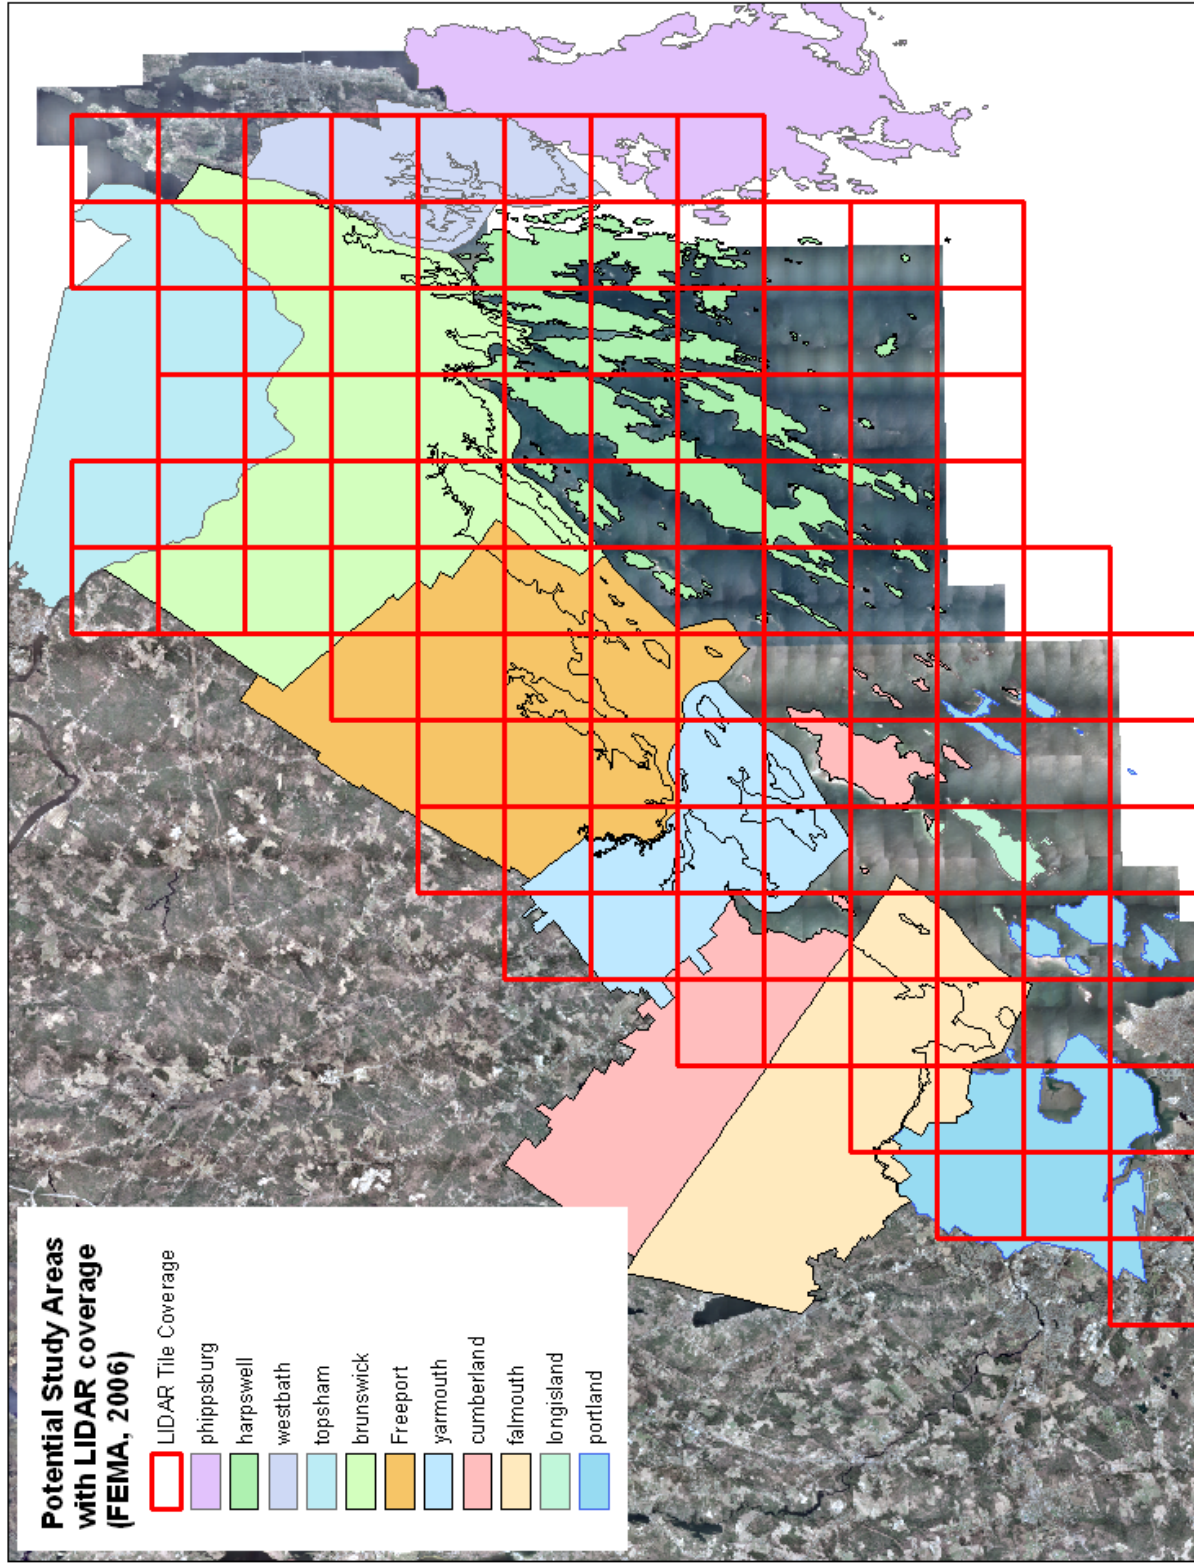 Potential Study Areas
with LIDAR coverage
(FEMA, 2006)
LIDAR Tile Coverage
phippsburg
harpswell
westbath
topsham
brunswick
Freeport
yarmouth
cumberland
falmouth
longisland
portland